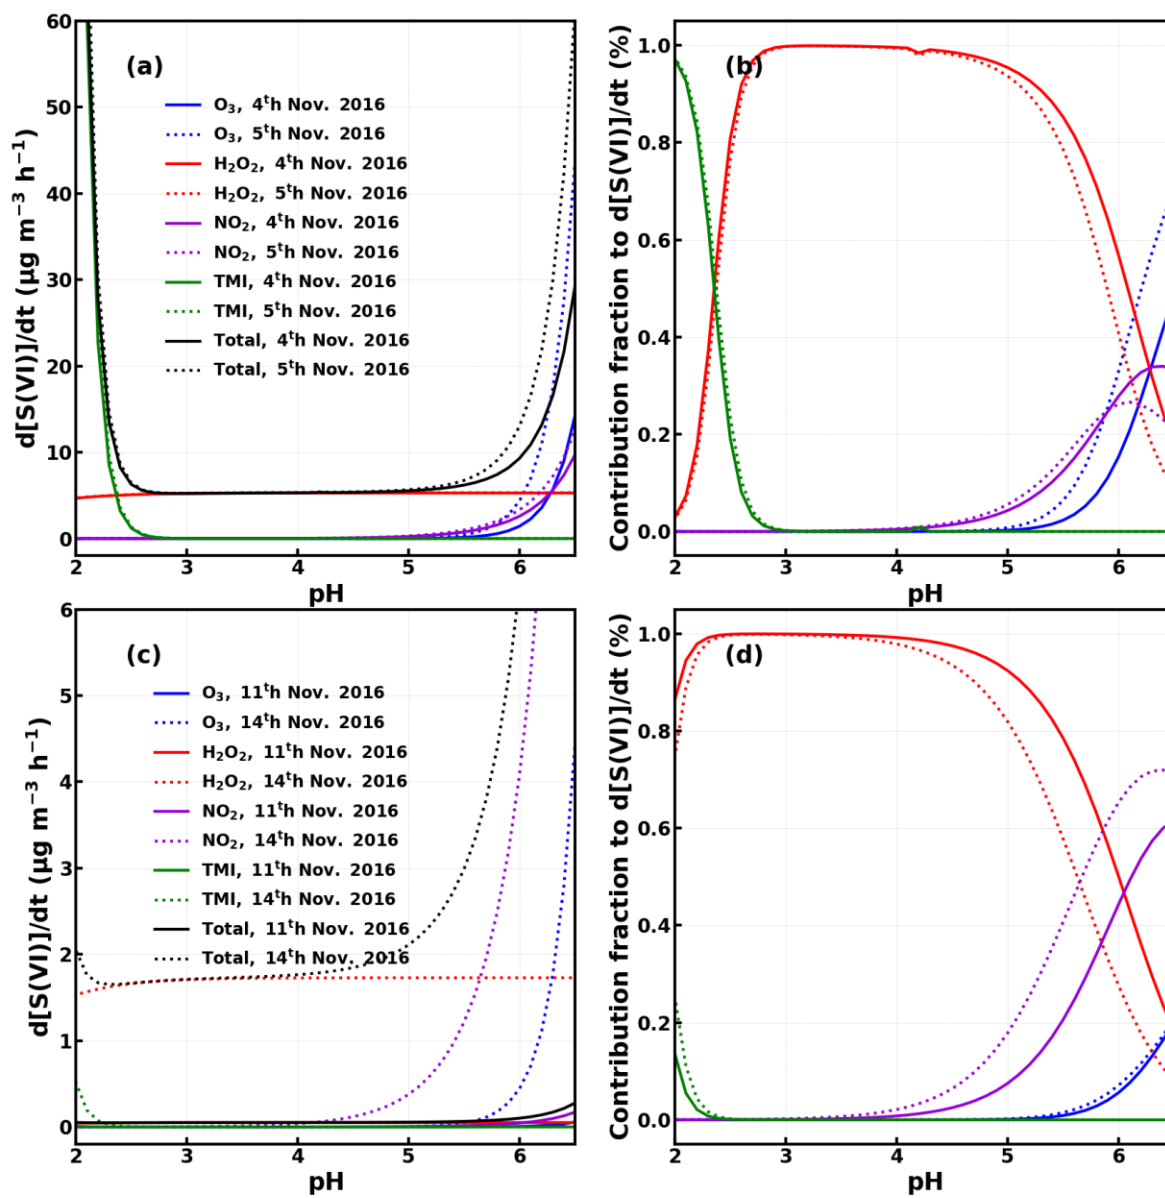 (a)
d[S(VI)]/dt (μg m⁻³ h⁻¹)
60
50
40
30
20
10
0
O₃, 4ᵗh Nov. 2016
O₃, 5ᵗh Nov. 2016
H₂O₂, 4ᵗh Nov. 2016
H₂O₂, 5ᵗh Nov. 2016
NO₂, 4ᵗh Nov. 2016
NO₂, 5ᵗh Nov. 2016
TMI, 4ᵗh Nov. 2016
TMI, 5ᵗh Nov. 2016
Total, 4ᵗh Nov. 2016
Total, 5ᵗh Nov. 2016
2 3 4 5 6
pH
(b)
Contribution fraction to d[S(VI)]/dt (%)
1.0
0.8
0.6
0.4
0.2
0.0
2 3 4 5 6
pH
(c)
d[S(VI)]/dt (μg m⁻³ h⁻¹)
6
5
4
3
2
1
0
O₃, 11ᵗh Nov. 2016
O₃, 14ᵗh Nov. 2016
H₂O₂, 11ᵗh Nov. 2016
H₂O₂, 14ᵗh Nov. 2016
NO₂, 11ᵗh Nov. 2016
NO₂, 14ᵗh Nov. 2016
TMI, 11ᵗh Nov. 2016
TMI, 14ᵗh Nov. 2016
Total, 11ᵗh Nov. 2016
Total, 14ᵗh Nov. 2016
2 3 4 5 6
pH
(d)
Contribution fraction to d[S(VI)]/dt (%)
1.0
0.8
0.6
0.4
0.2
0.0
2 3 4 5 6
pH